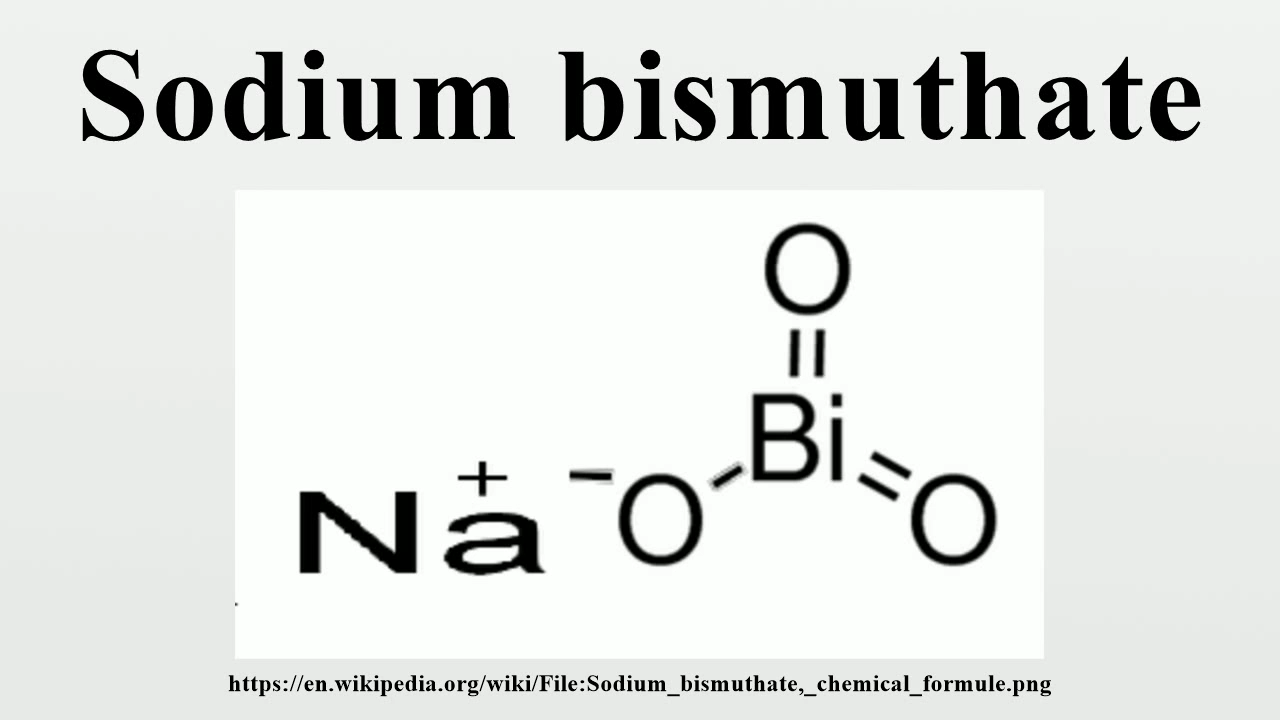 Sodium bismuthate
O
Bi
Na+ −O O
https://en.wikipedia.org/wiki/File:Sodium_bismuthate,_chemical_formule.png